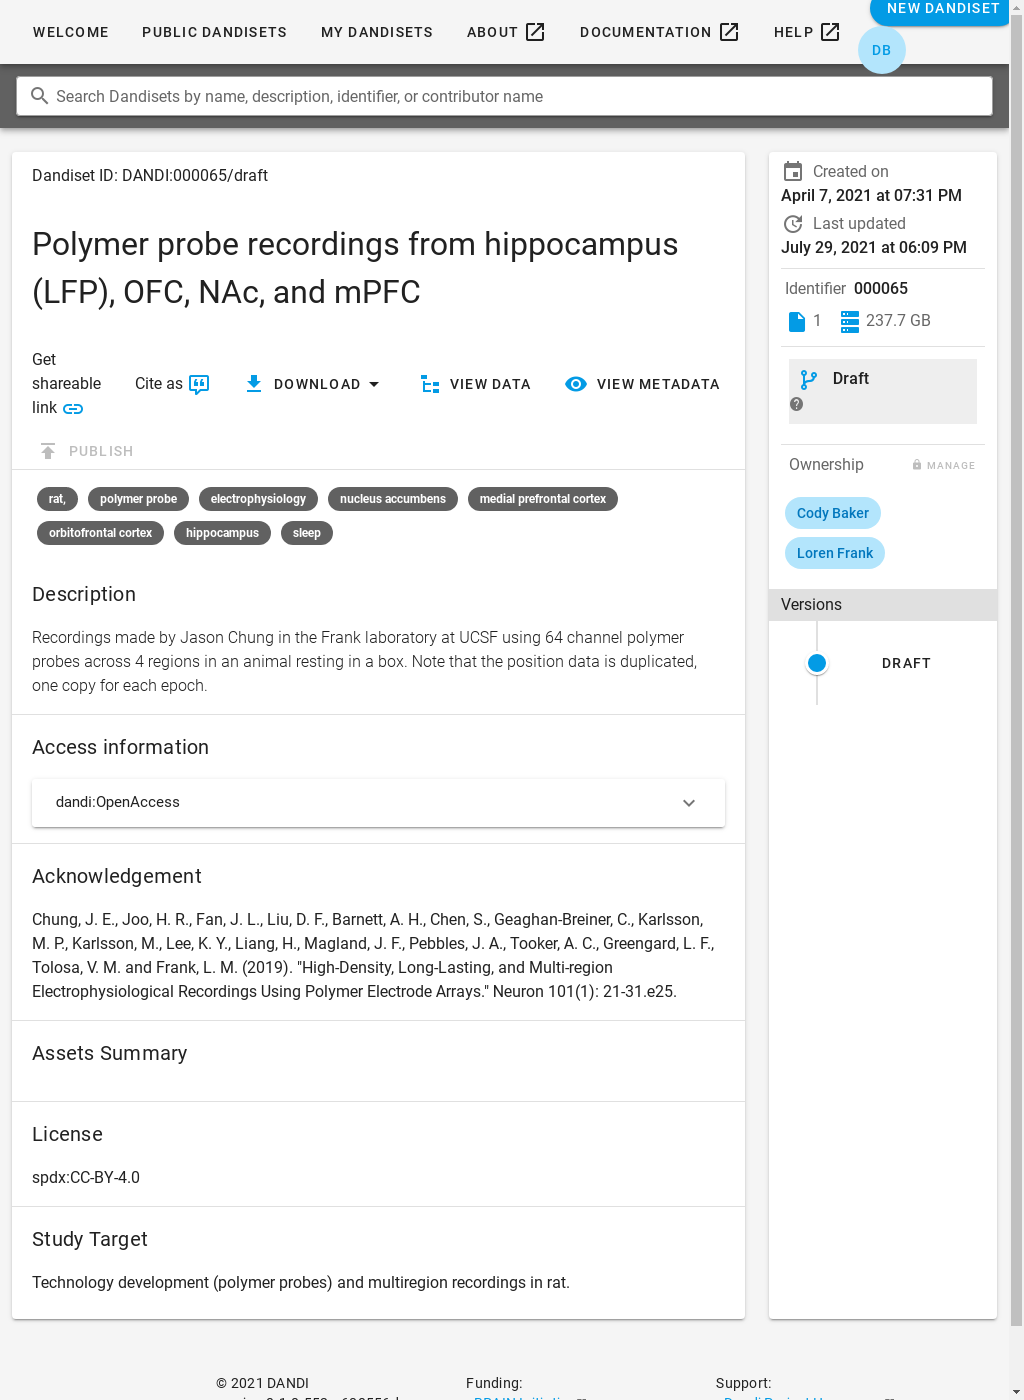 WELCOME PUBLIC DANDISETS MY DANDISETS ABOUT DOCUMENTATION HELP NEW DANDISET
DB
Search Dandisets by name, description, identifier, or contributor name
Dandiset ID: DANDI:000065/draft
Polymer probe recordings from hippocampus
(LFP), OFC, NAc, and mPFC
Get
shareable
link
Cite as
DOWNLOAD
VIEW DATA
VIEW METADATA
PUBLISH
rat, polymer probe electrophysiology nucleus accumbens medial prefrontal cortex
orbitofrontal cortex hippocampus sleep
Description
Recordings made by Jason Chung in the Frank laboratory at UCSF using 64 channel polymer
probes across 4 regions in an animal resting in a box. Note that the position data is duplicated,
one copy for each epoch.
Access information
dandi:OpenAccess
Acknowledgement
Chung, J. E., Joo, H. R., Fan, J. L., Liu, D. F., Barnett, A. H., Chen, S., Geaghan-Breiner, C., Karlsson,
M. P., Karlsson, M., Lee, K. Y., Liang, H., Magland, J. F., Pebbles, J. A., Tooker, A. C., Greengard, L. F.,
Tolosa, V. M. and Frank, L. M. (2019). "High-Density, Long-Lasting, and Multi-region
Electrophysiological Recordings Using Polymer Electrode Arrays." Neuron 101(1): 21-31.e25.
Assets Summary
License
spdx:CC-BY-4.0
Study Target
Technology development (polymer probes) and multiregion recordings in rat.
Created on
April 7, 2021 at 07:31 PM
Last updated
July 29, 2021 at 06:09 PM
Identifier 000065
1 237.7 GB
Draft
Ownership MANAGE
Cody Baker
Loren Frank
Versions
DRAFT
© 2021 DANDI
Funding:
Support: